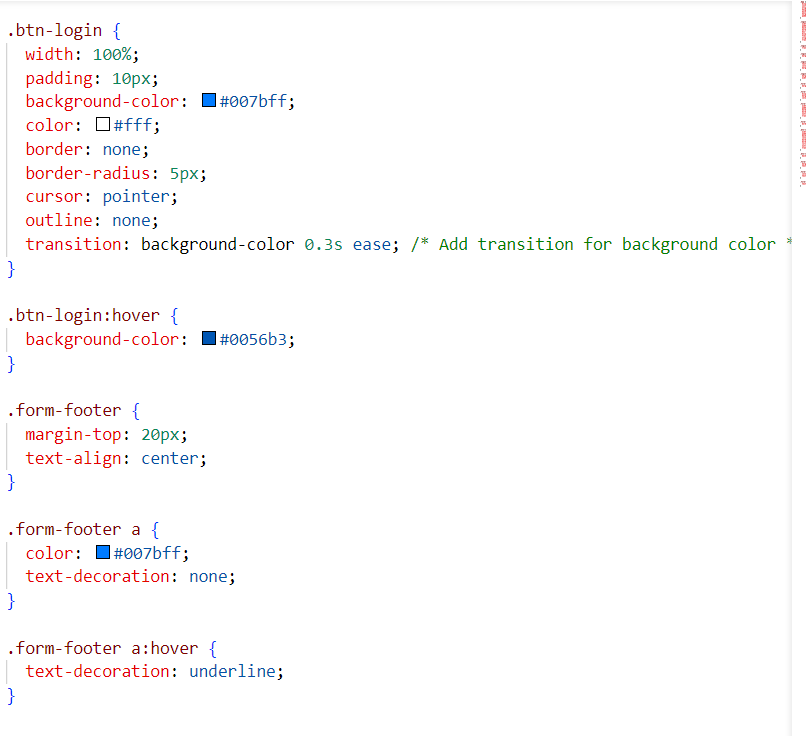 .btn-login {
  width: 100%;
  padding: 10px;
  background-color: #007bff;
  color: #fff;
  border: none;
  border-radius: 5px;
  cursor: pointer;
  outline: none;
  transition: background-color 0.3s ease; /* Add transition for background color *
}

.btn-login:hover {
  background-color: #0056b3;
}

.form-footer {
  margin-top: 20px;
  text-align: center;
}

.form-footer a {
  color: #007bff;
  text-decoration: none;
}

.form-footer a:hover {
  text-decoration: underline;
}